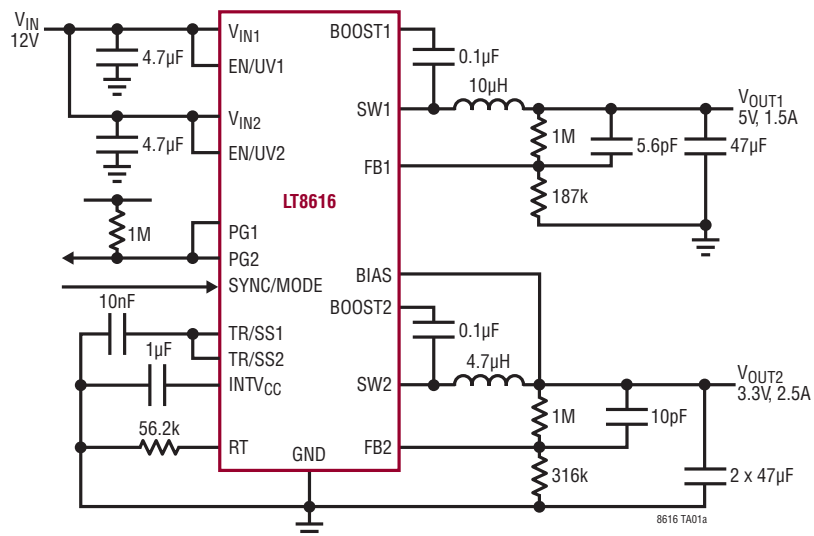 VIN
12V
4.7µF
4.7µF
1M
10nF
1µF
56.2k
VIN1
EN/UV1
VIN2
EN/UV2
LT8616
PG1
PG2
SYNC/MODE
TR/SS1
TR/SS2
INTVCC
RT
GND
BOOST1
SW1
FB1
BIAS
BOOST2
SW2
FB2
0.1µF
10µH
1M
5.6pF
47µF
187k
VOUT1
5V, 1.5A
0.1µF
4.7µH
1M
10pF
316k
2 x 47µF
VOUT2
3.3V, 2.5A
8616 TA01a